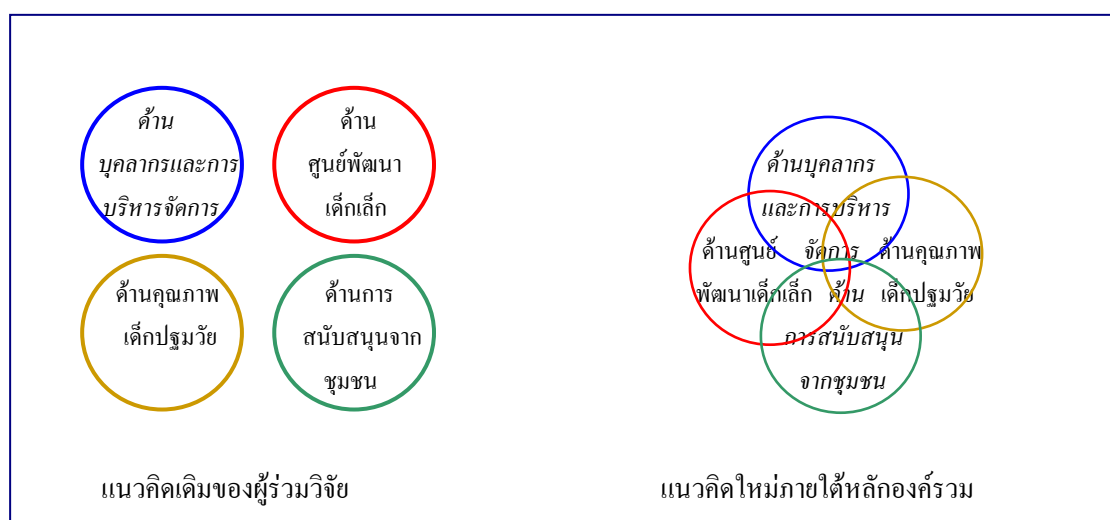 ด้าน
บุคลากรและการ
บริหารจัดการ
ด้าน
ศูนย์พัฒนา
เด็กเล็ก
ด้านคุณภาพ
เด็กปฐมวัย
ด้านการ
สนับสนุนจาก
ชุมชน
แนวคิดเดิมของผู้ร่วมวิจัย
ด้านบุคลากร
และการบริหาร
จัดการ
ด้านศูนย์
พัฒนาเด็กเล็ก
ด้านคุณภาพ
เด็กปฐมวัย
ด้าน
การสนับสนุน
จากชุมชน
แนวคิดใหม่ภายใต้หลักองค์รวม